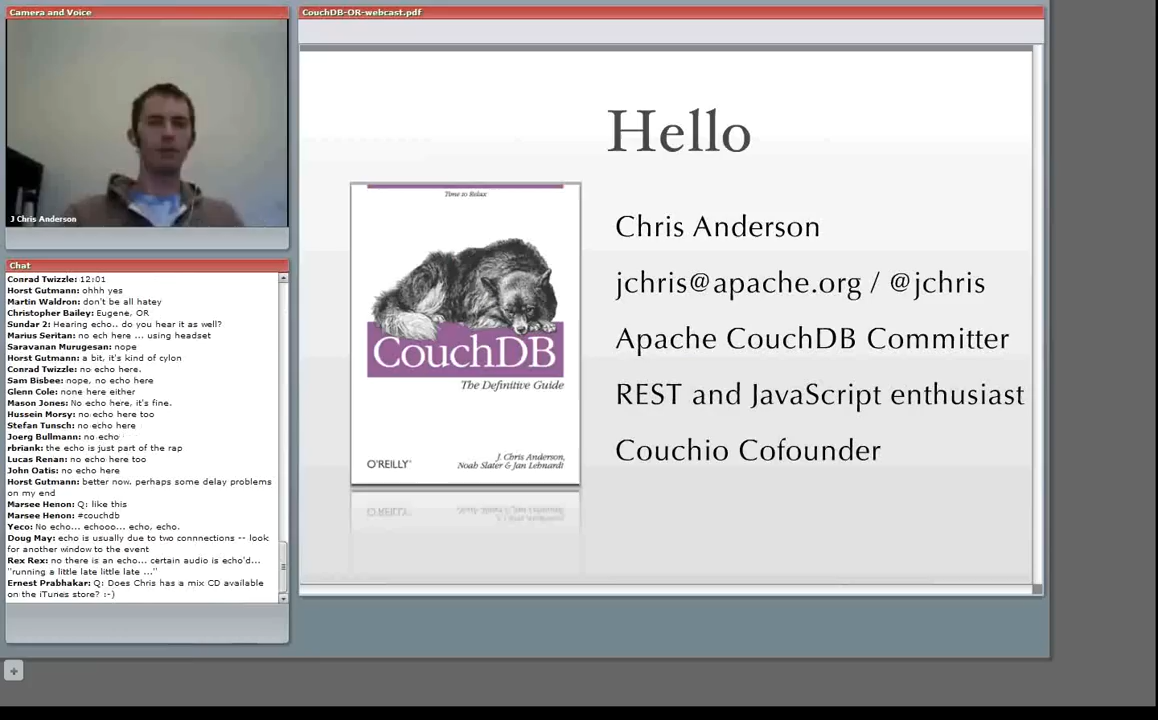 Camera and Voice
J Chris Anderson
Chat
Conrad Twizzle: 12:01
Horst Gutmann: ohhh yes
Martin Waldron: don't be all hatey
Christopher Bailey: Eugene, OR
Sundar 2: Hearing echo.. do you hear it as well?
Marius Seritan: no ech here ... using headset
Saravanan Murugesan: nope
Horst Gutmann: a bit, it's kind of cylon
Conrad Twizzle: no echo here.
Sam Bisbee: nope, no echo here
Glenn Cole: none here either
Mason Jones: No echo here, it's fine.
Hussein Morsy: no echo here too
Stefan Tunsch: no echo here
Joerg Bullmann: no echo
rbriank: the echo is just part of the rap
Lucas Renan: no echo here too
John Oatis: no echo here
Horst Gutmann: better now. perhaps some delay problems
on my end
Marsee Henon: Q: like this
Marsee Henon: #couchdb
Yeco: No echo... echooo... echo, echo.
Doug May: echo is usually due to two connnections -- look
for another window to the event
Rex Rex: no there is an echo... certain audio is echo'd...
"running a little late little late ..."
Ernest Prabhakar: Q: Does Chris has a mix CD available
on the iTunes store? :-)
CouchDB-OR-webcast.pdf
Hello
Time to Relax
CouchDB
The Definitive Guide
O'REILLY
J. Chris Anderson,
Noah Slater & Jan Lehnardi
Chris Anderson
jchris@apache.org / @jchris
Apache CouchDB Committer
REST and JavaScript enthusiast
Couchio Cofounder